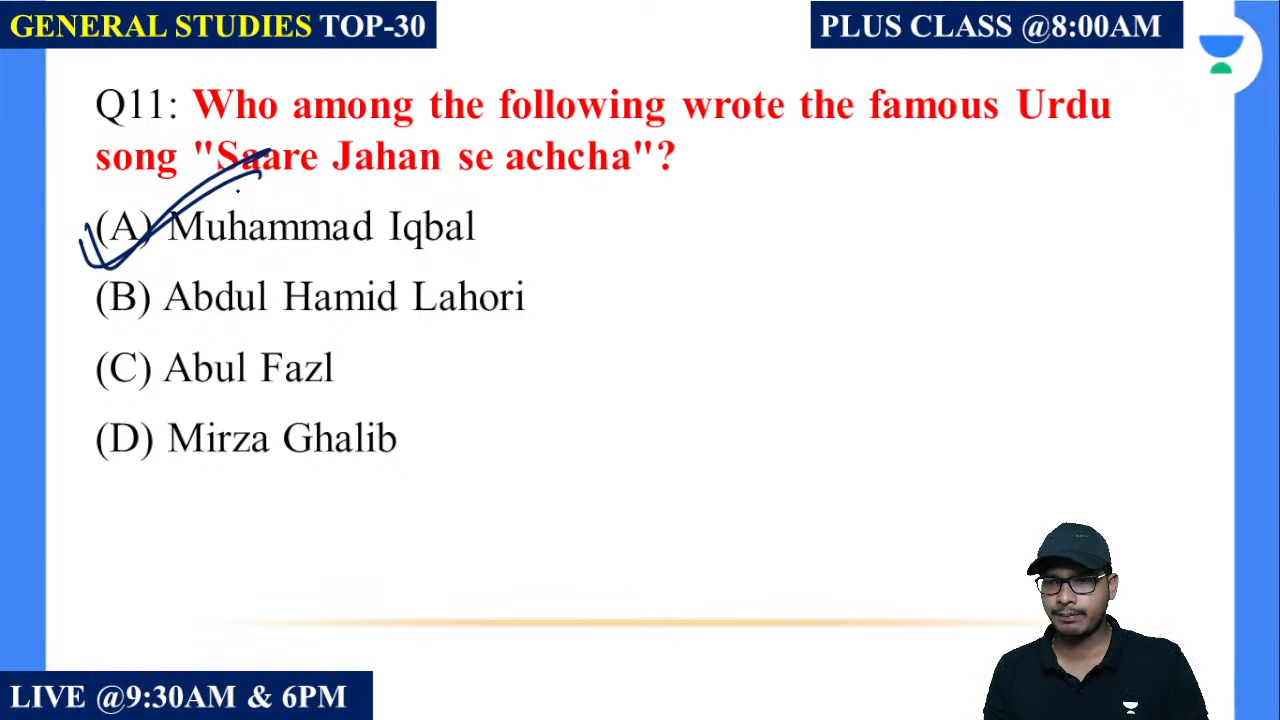 GENERAL STUDIES TOP-30
PLUS CLASS @8:00AM
Q11: Who among the following wrote the famous Urdu
song "Saare Jahan se achcha"?
(A) Muhammad Iqbal
(B) Abdul Hamid Lahori
(C) Abul Fazl
(D) Mirza Ghalib
LIVE @9:30AM & 6PM